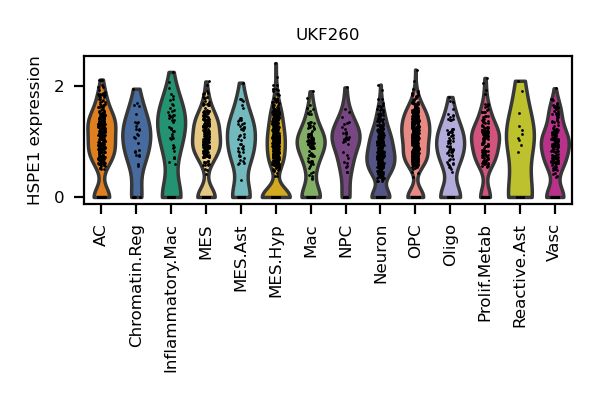 UKF260
HSPE1 expression
2
0
AC
Chromatin.Reg
Inflammatory.Mac
MES
MES.Ast
MES.Hyp
Mac
NPC
Neuron
OPC
Oligo
Prolif.Metab
Reactive.Ast
Vasc